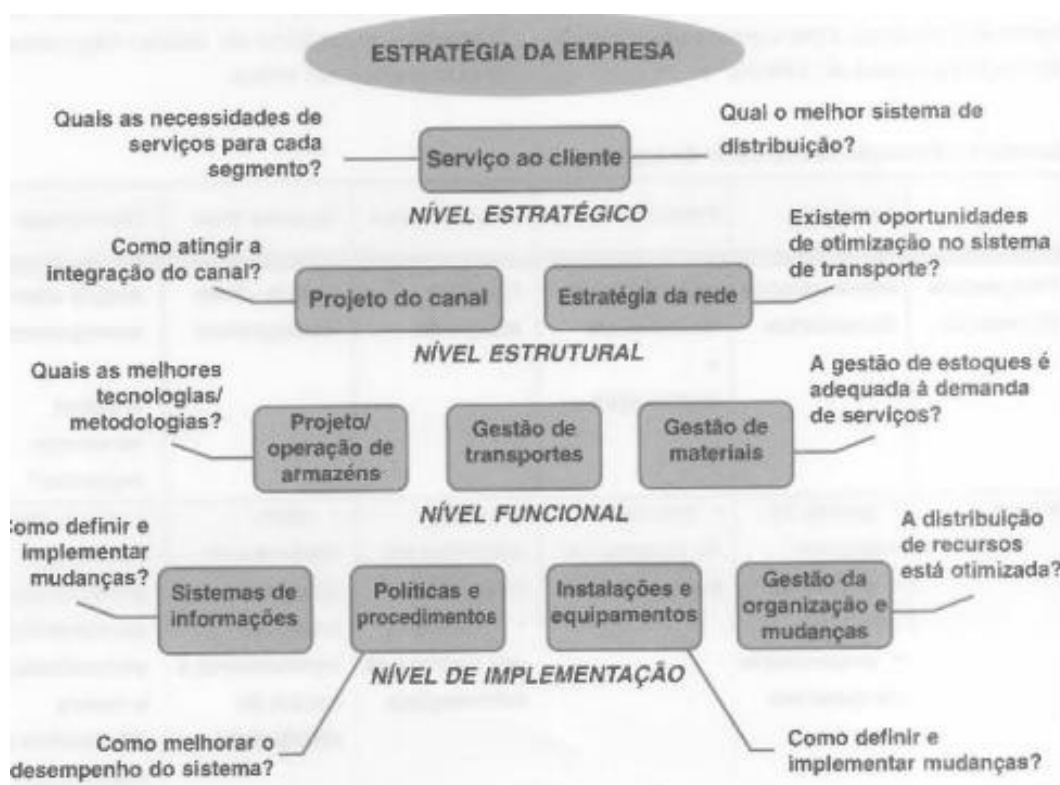 ESTRATÉGIA DA EMPRESA
Quais as necessidades de
serviços para cada
segmento?
Serviço ao cliente
Qual o melhor sistema de
distribuição?
NÍVEL ESTRATÉGICO
Como atingir a
integração do canal?
Projeto do canal
Estratégia da rede
Existem oportunidades
de otimização no sistema
de transporte?
NÍVEL ESTRUTURAL
Quais as melhores
tecnologias/
metodologias?
Projeto/
operação de
armazéns
Gestão de
transportes
Gestão de
materiais
A gestão de estoques é
adequada à demanda
de serviços?
NÍVEL FUNCIONAL
Como definir e
implementar
mudanças?
Sistemas de
informações
Políticas e
procedimentos
Instalações e
equipamentos
Gestão da
organização e
mudanças
A distribuição
de recursos
está otimizada?
NÍVEL DE IMPLEMENTAÇÃO
Como melhorar o
desempenho do sistema?
Como definir e
implementar mudanças?